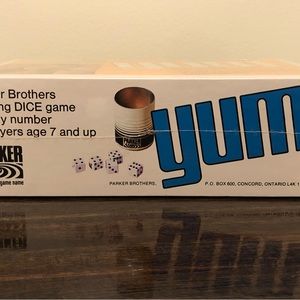 r Brothers
ng DICE game
y number
yers age 7 and up
yum
RKER
game name
PARKER BROTHERS,
P.O. BOX 600, CONCORD, ONTARIO L4K 1